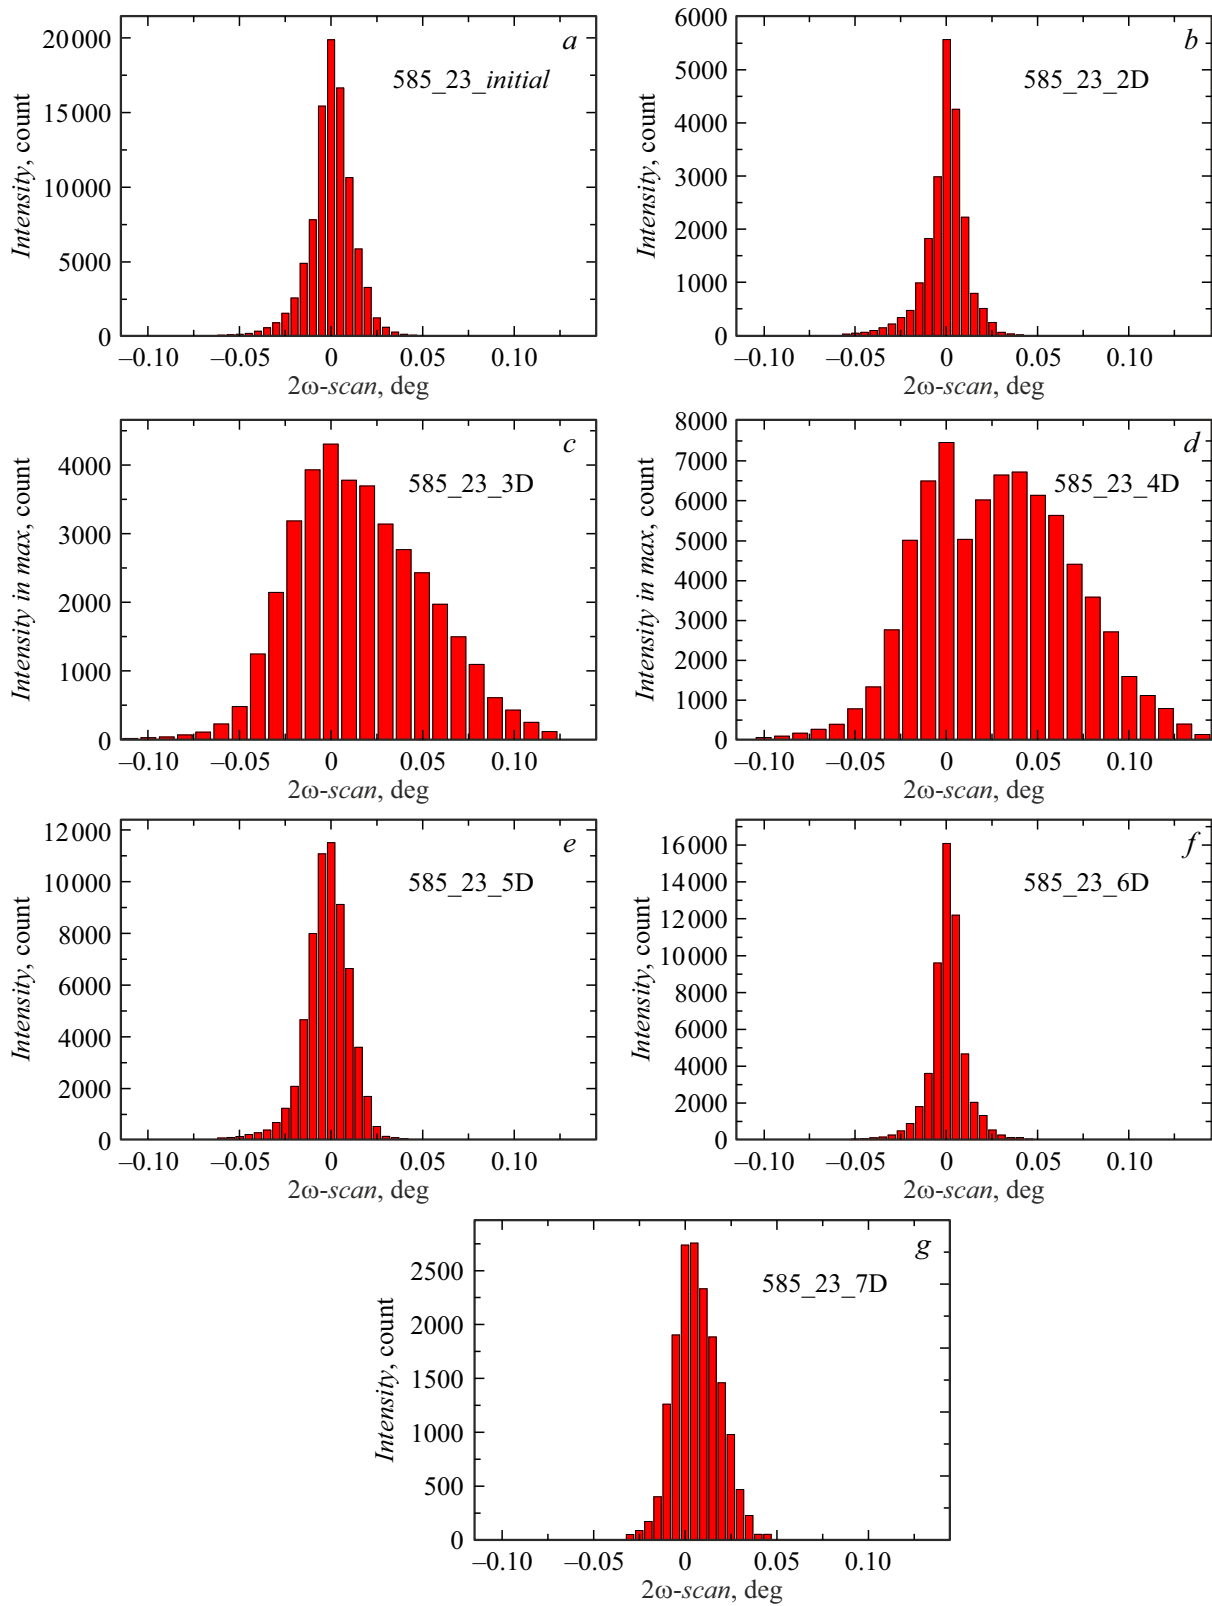 a
585_23_initial
Intensity, count
20000
15000
10000
5000
0
–0.10 –0.05 0 0.05 0.10
2ω-scan, deg
b
585_23_2D
Intensity, count
6000
5000
4000
3000
2000
1000
0
–0.10 –0.05 0 0.05 0.10
2ω-scan, deg
c
585_23_3D
Intensity in max, count
4000
3000
2000
1000
0
–0.10 –0.05 0 0.05 0.10
2ω-scan, deg
d
585_23_4D
Intensity in max, count
8000
7000
6000
5000
4000
3000
2000
1000
0
–0.10 –0.05 0 0.05 0.10
2ω-scan, deg
e
585_23_5D
Intensity, count
12000
10000
8000
6000
4000
2000
0
–0.10 –0.05 0 0.05 0.10
2ω-scan, deg
f
585_23_6D
Intensity, count
16000
14000
12000
10000
8000
6000
4000
2000
0
–0.10 –0.05 0 0.05 0.10
2ω-scan, deg
g
585_23_7D
Intensity, count
2500
2000
1500
1000
500
0
–0.10 –0.05 0 0.05 0.10
2ω-scan, deg